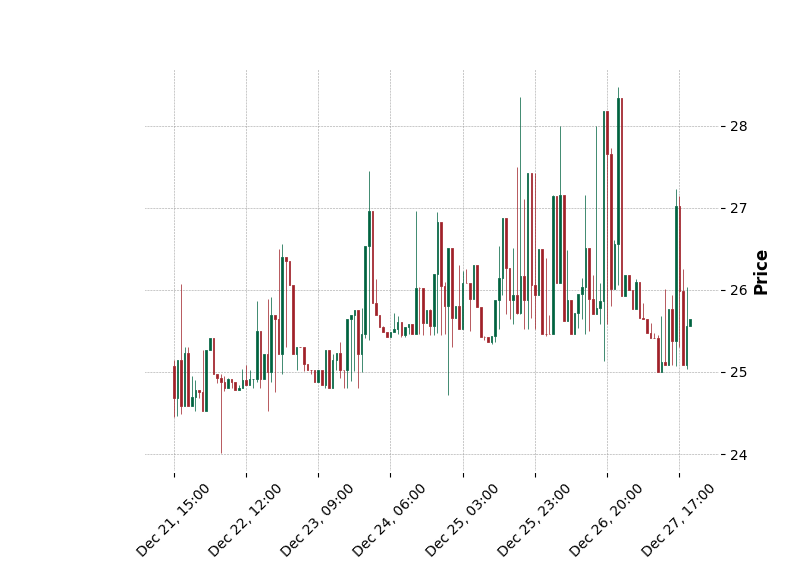 28
27
26
25
24
Price
Dec 21, 15:00
Dec 22, 12:00
Dec 23, 09:00
Dec 24, 06:00
Dec 25, 03:00
Dec 25, 23:00
Dec 26, 20:00
Dec 27, 17:00